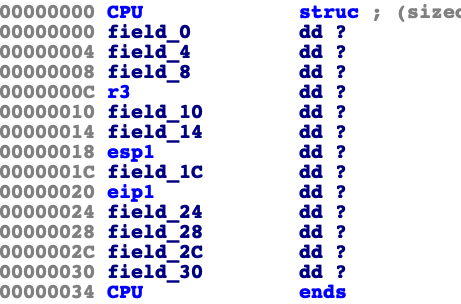 00000000 CPU struc ; (sized
00000000 field_0 dd ?
00000004 field_4 dd ?
00000008 field_8 dd ?
0000000C r3 dd ?
00000010 field_10 dd ?
00000014 field_14 dd ?
00000018 esp1 dd ?
0000001C field_1C dd ?
00000020 eip1 dd ?
00000024 field_24 dd ?
00000028 field_28 dd ?
0000002C field_2C dd ?
00000030 field_30 dd ?
00000034 CPU ends